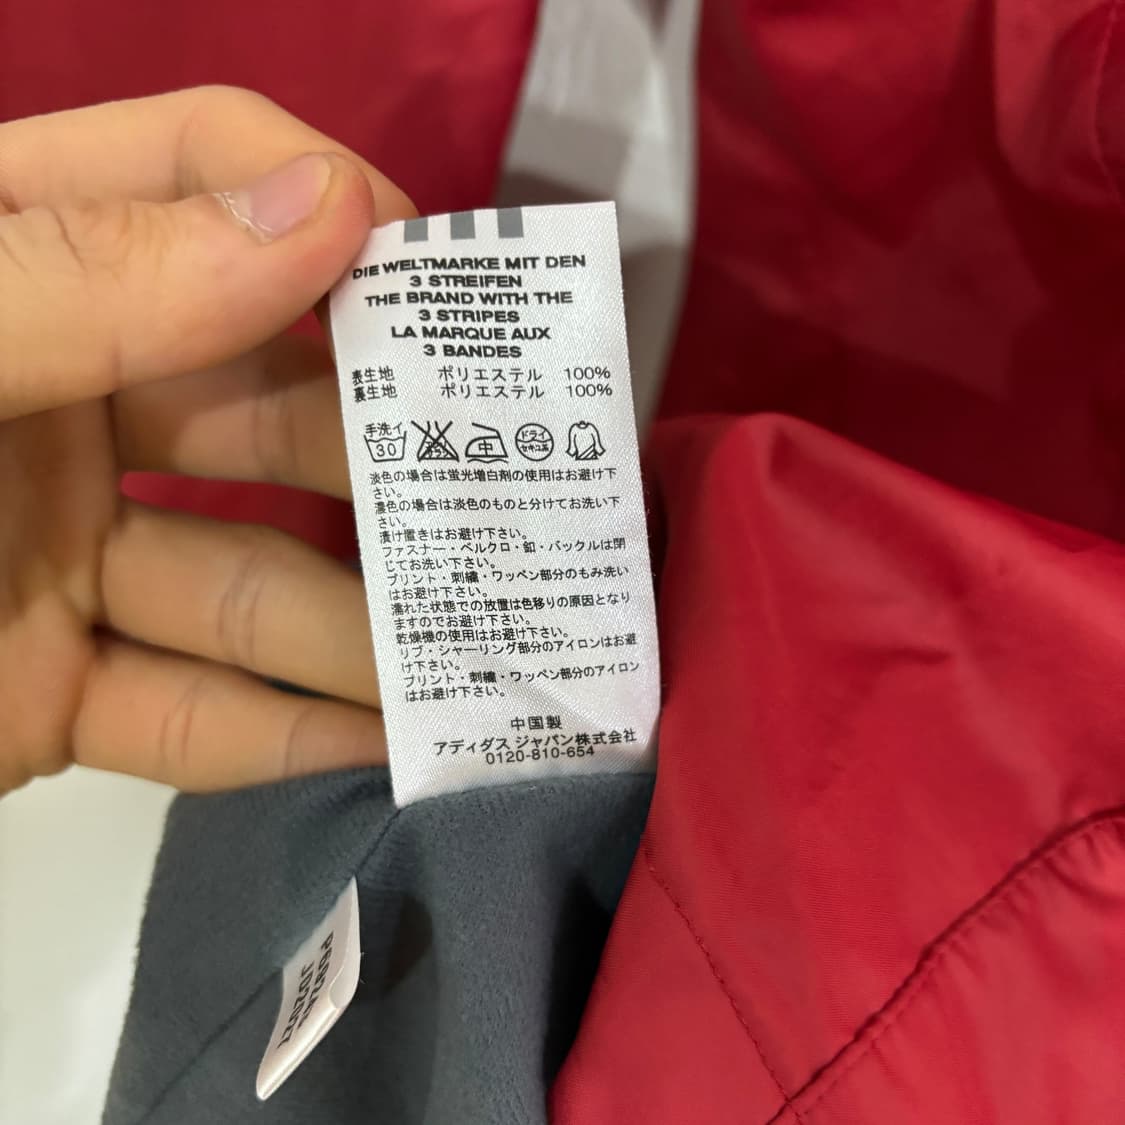 DIE WELTMARKE MIT DEN
3 STREIFEN
THE BRAND WITH THE
3 STRIPES
LA MARQUE AUX
3 BANDES
表生地 ポリエステル 100%
裏生地 ポリエステル 100%
手洗イ
30
中
ドライ
セキユ系
淡色の場合は蛍光増白剤の使用はお避け下
さい。
濃色の場合は淡色のものと分けてお洗い下
さい。
漬け置きはお避け下さい。
ファスナー・ベルクロ・釦・バックルは閉
じてお洗い下さい。
プリント・刺繍・ワッペン部分のもみ洗い
はお避け下さい。
濡れた状態での放置は色移りの原因となり
ますのでお避け下さい。
乾燥機の使用はお避け下さい。
リブ・シャーリング部分のアイロンはお避
け下さい。
プリント・刺繍・ワッペン部分のアイロン
はお避け下さい。
中国製
アディダス ジャパン株式会社
0120-810-654